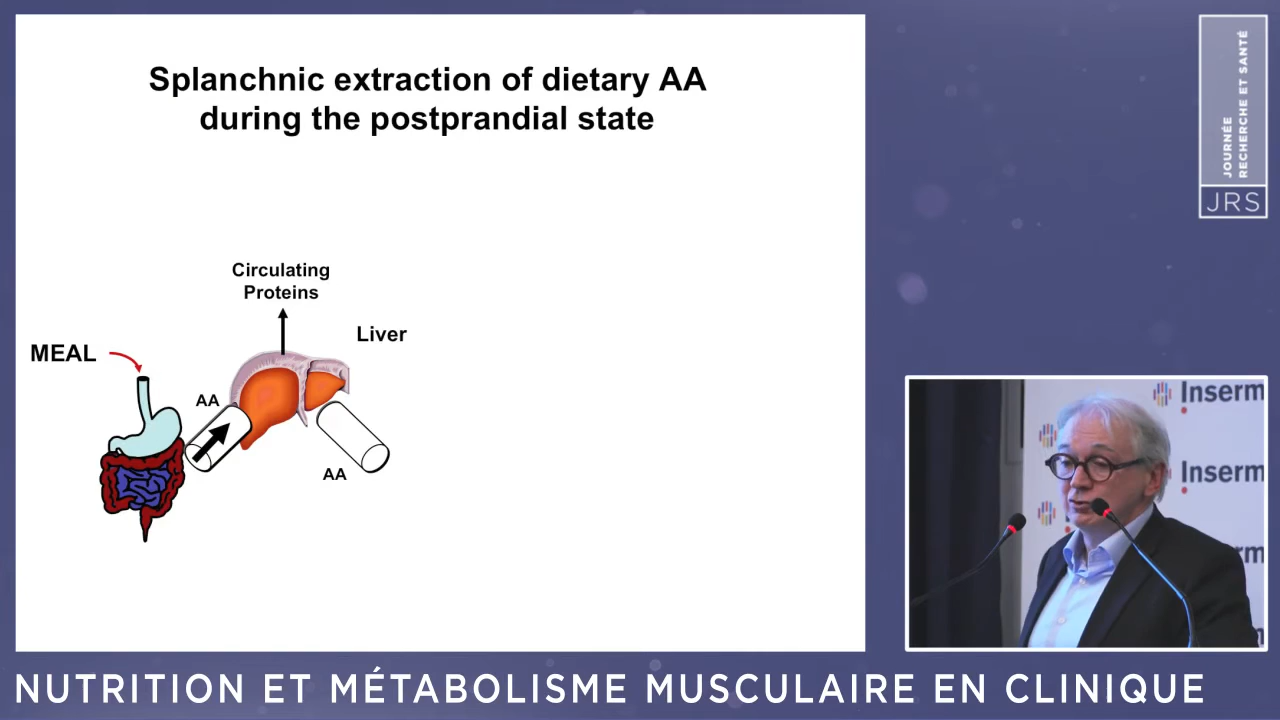 Splanchnic extraction of dietary AA
during the postprandial state
Circulating
Proteins
Liver
MEAL
AA
AA
JOURNÉE
RECHERCHE ET SANTÉ
JRS
Inserm
Inserm
NUTRITION ET MÉTABOLISME MUSCULAIRE EN CLINIQUE